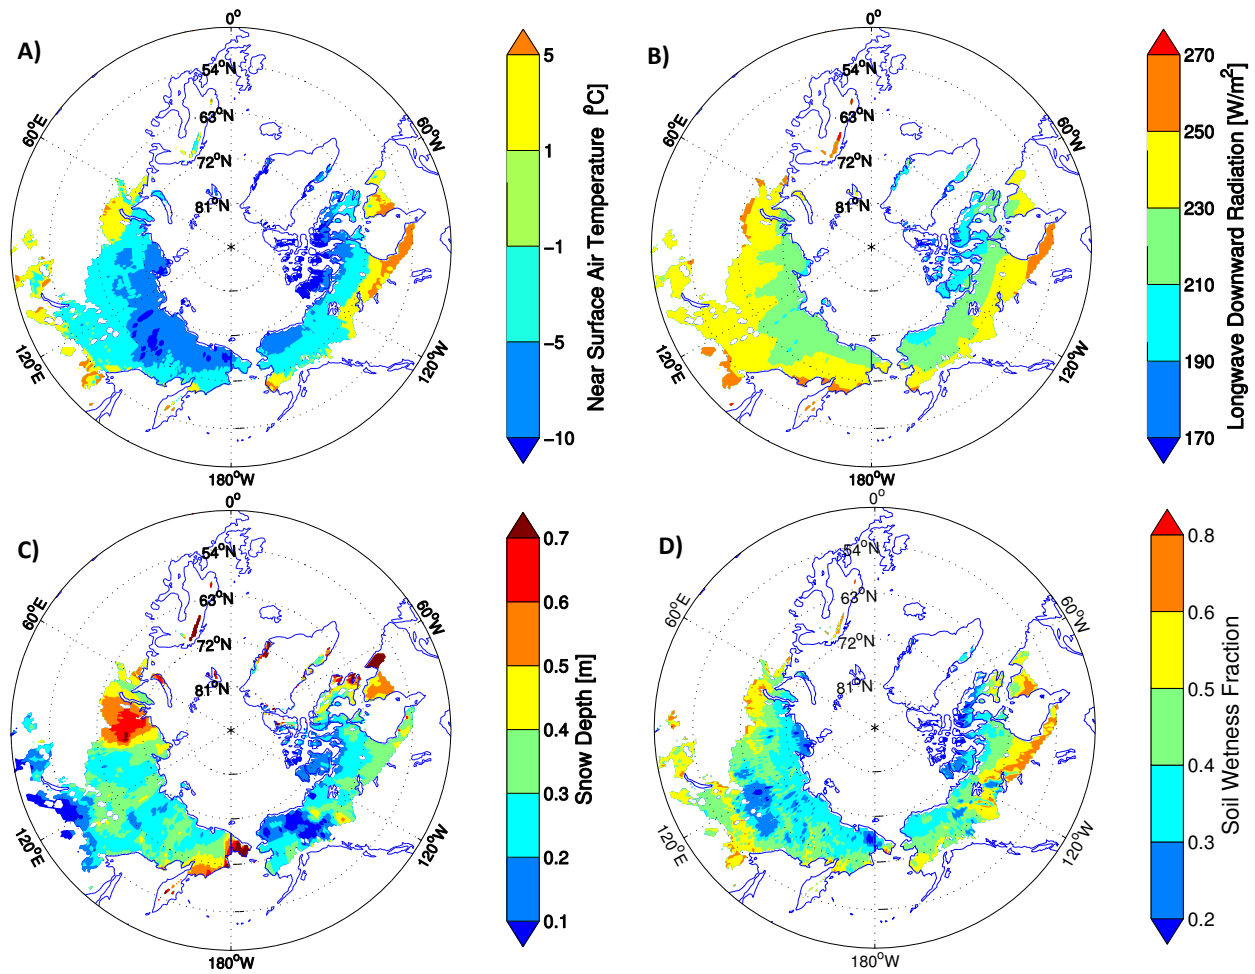 A)
0°
54°N
63°N
72°N
81°N
60°E
60°W
120°E
120°W
180°W
5
1
−1
−5
−10
Near Surface Air Temperature [°C]
B)
0°
54°N
63°N
72°N
81°N
60°E
60°W
120°E
120°W
180°W
270
250
230
210
190
170
Longwave Downward Radiation [W/m²]
C)
0°
54°N
63°N
72°N
81°N
60°E
60°W
120°E
120°W
180°W
0.7
0.6
0.5
0.4
0.3
0.2
0.1
Snow Depth [m]
D)
0°
54°N
63°N
72°N
81°N
60°E
60°W
120°E
120°W
180°W
0.8
0.6
0.5
0.4
0.3
0.2
Soil Wetness Fraction